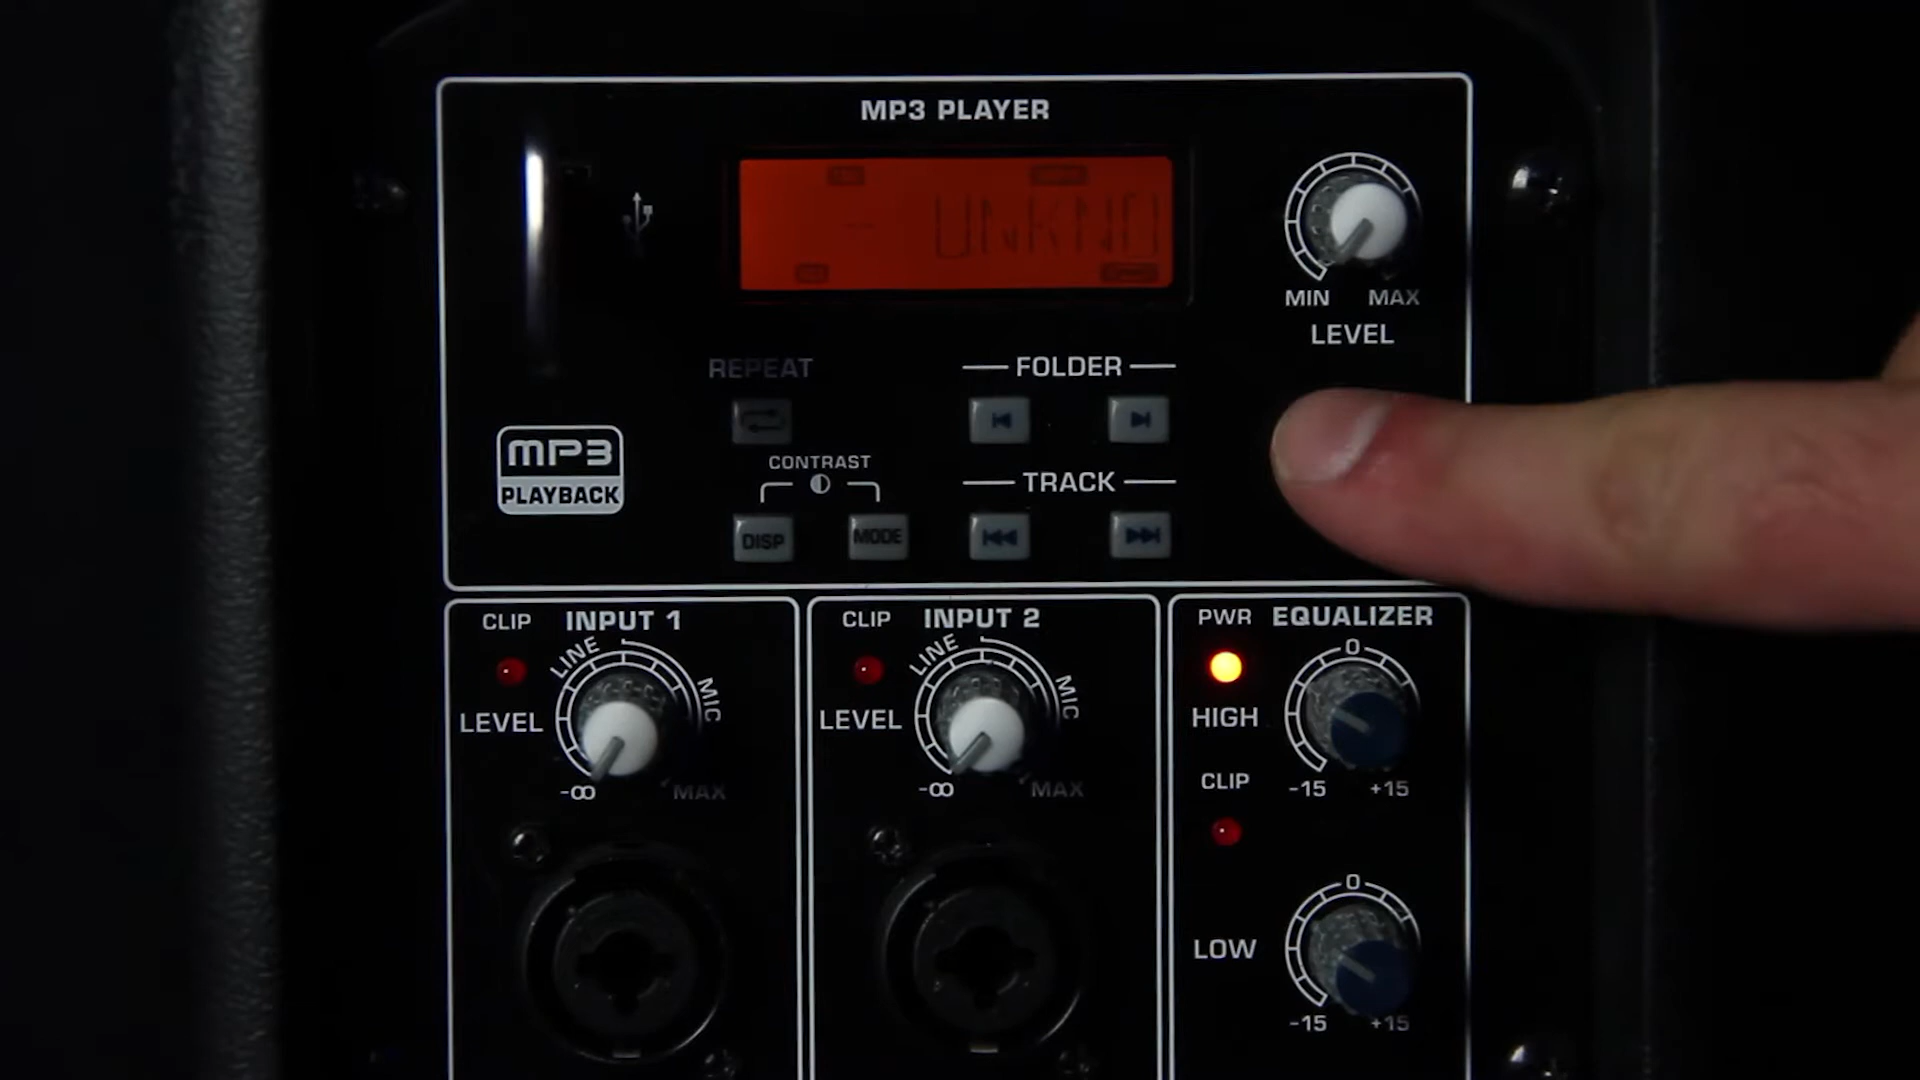 MP3 PLAYER
UNKNO
MIN MAX
LEVEL
REPEAT
FOLDER
CONTRAST
TRACK
MP3
PLAYBACK
DISP
MODE
CLIP INPUT 1
LINE
MIC
LEVEL
-∞ MAX
CLIP INPUT 2
LINE
MIC
LEVEL
-∞ MAX
PWR EQUALIZER
0
HIGH
-15 +15
CLIP
0
LOW
-15 +15